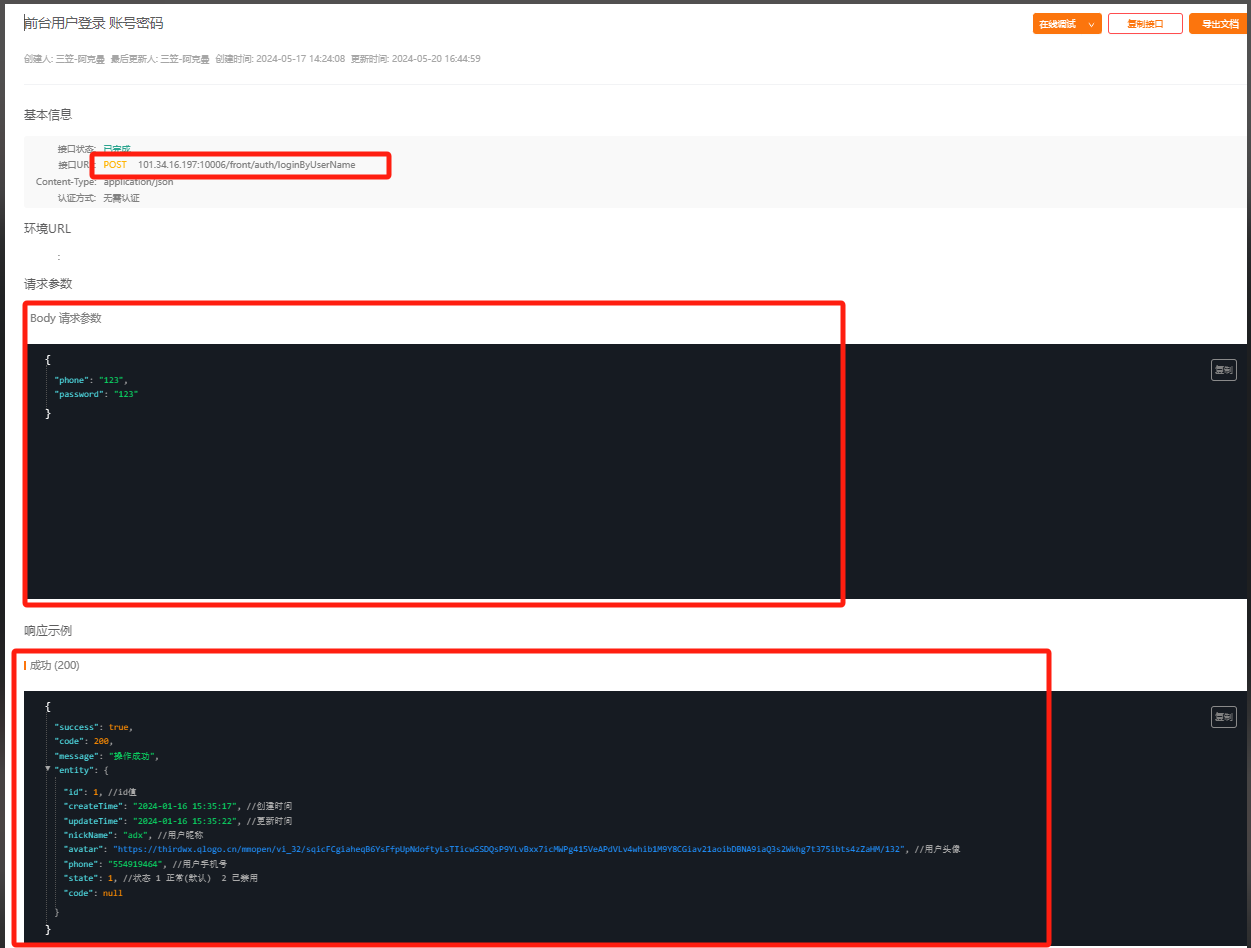 前台用户登录 账号密码
在线调试
复制接口
导出文档
创建人: 三笠-阿克曼 最后更新人: 三笠-阿克曼 创建时间: 2024-05-17 14:24:08 更新时间: 2024-05-20 16:44:59
基本信息
接口状态: 已完成
接口URL: POST 101.34.16.197:10006/front/auth/loginByUserName
Content-Type: application/json
认证方式: 无需认证
环境URL
:
请求参数
Body 请求参数
复制
{
"phone": "123",
"password": "123"
}
响应示例
成功 (200)
复制
{
"success": true,
"code": 200,
"message": "操作成功",
"entity": {
"id": 1, //id值
"createTime": "2024-01-16 15:35:17", //创建时间
"updateTime": "2024-01-16 15:35:22", //更新时间
"nickName": "adx", //用户昵称
"avatar": "https://thirdwx.qlogo.cn/mmopen/vi_32/sqicFCgiaheqB6YsFfpUpNdoftyLsTIicwSSDQsP9YLvBxx7icMWPg415VeAPdVLv4whib1M9Y8CGiav21aoibDBNA9iaQ3s2Wkhg7t375ibts4zZaHM/132", //用户头像
"phone": "554919464", //用户手机号
"state": 1, //状态 1 正常(默认) 2 已禁用
"code": null
}
}